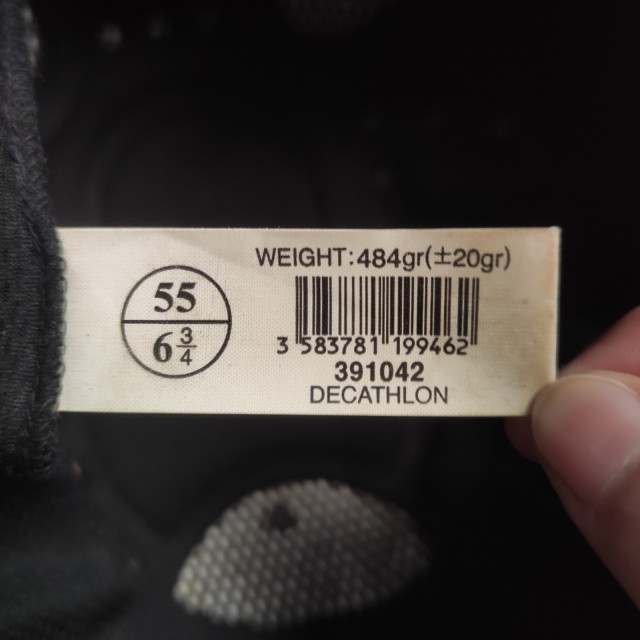 WEIGHT:484gr(±20gr)
55
6 3/4
3 583781 199462
391042
DECATHLON